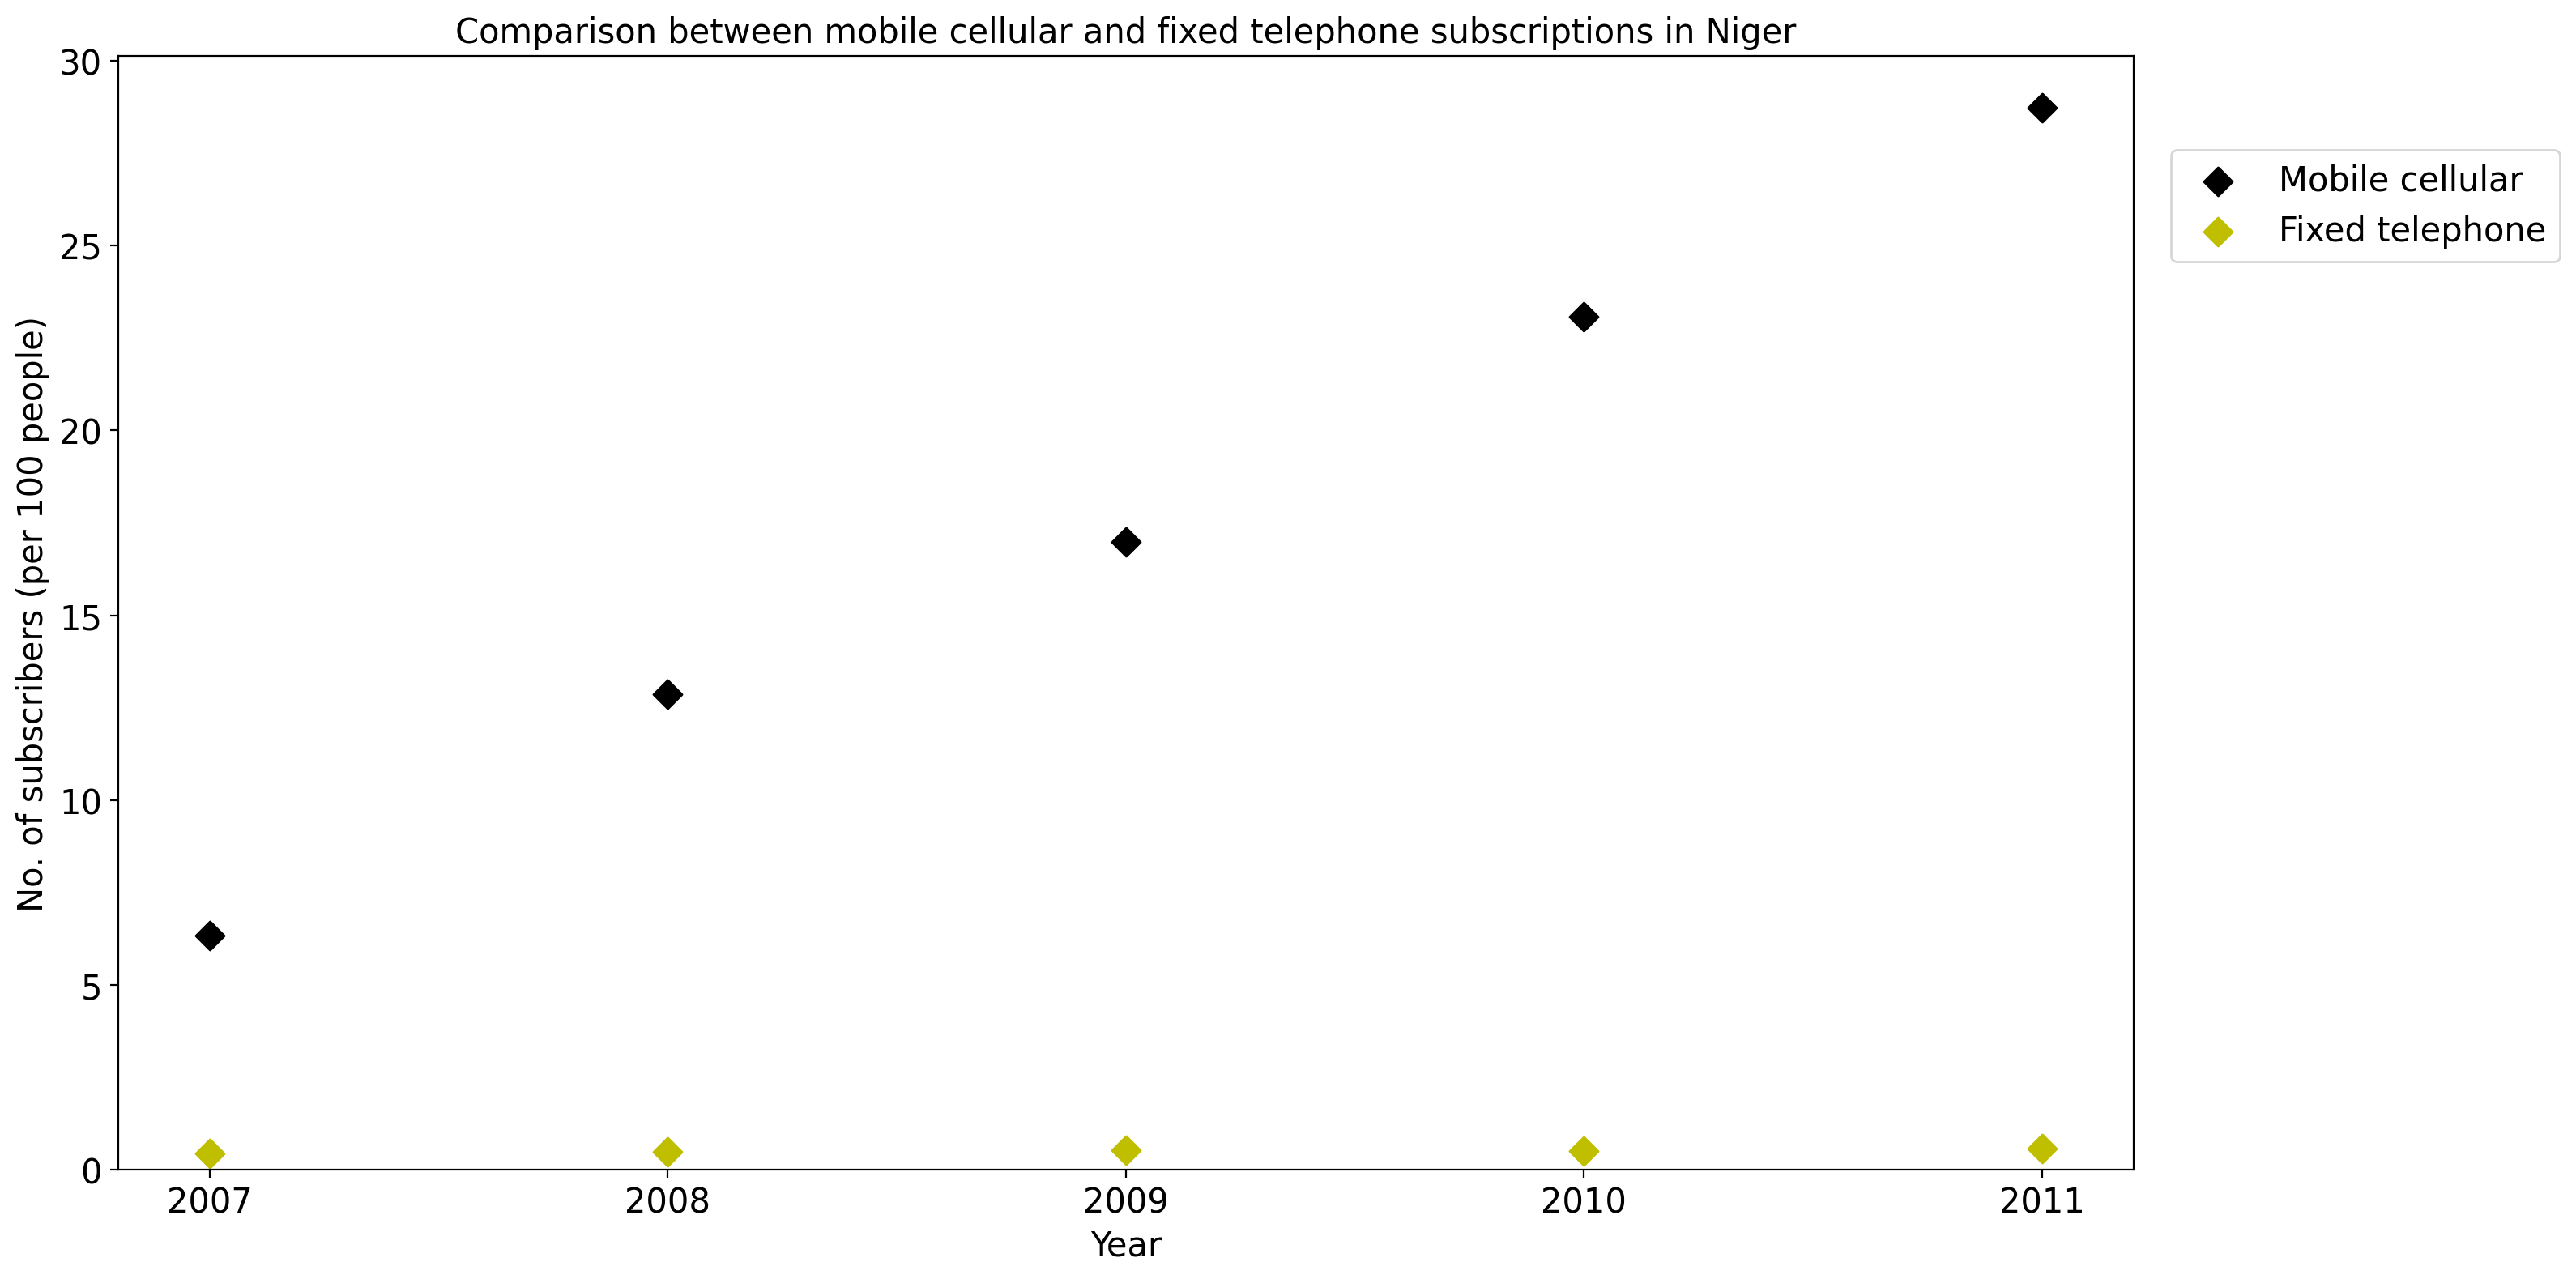 Comparison between mobile cellular and fixed telephone subscriptions in Niger
30
25
20
15
10
5
0
No. of subscribers (per 100 people)
2007 2008 2009 2010 2011
Year
Mobile cellular
Fixed telephone